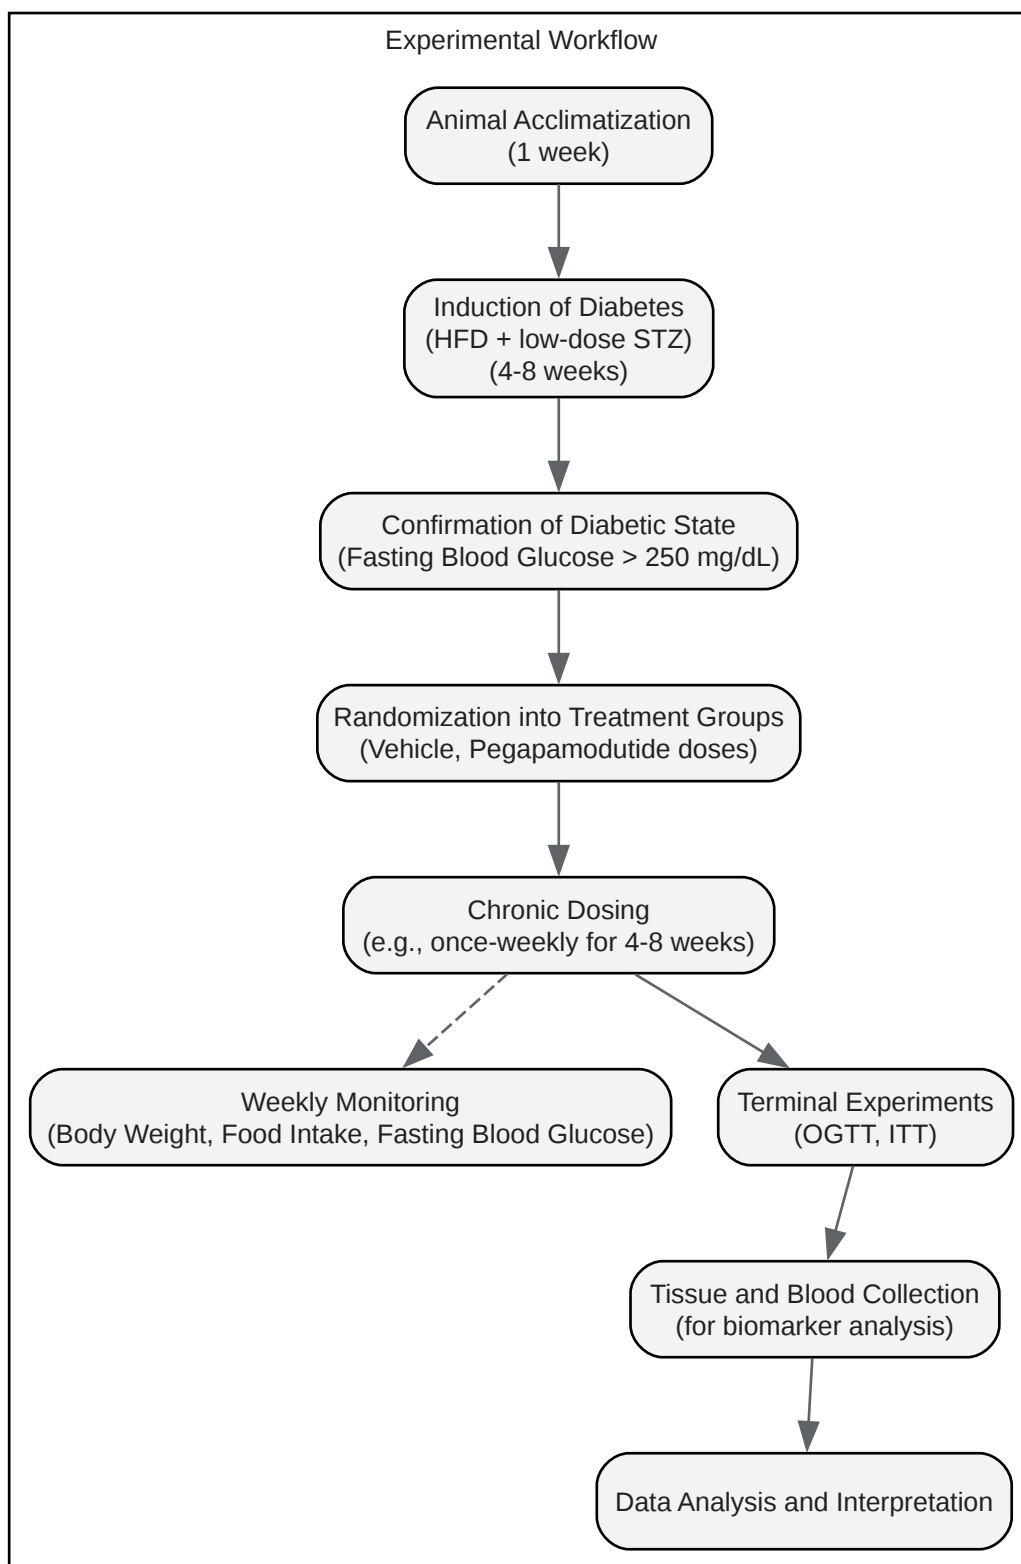 Experimental Workflow
Animal Acclimatization
(1 week)
Induction of Diabetes
(HFD + low-dose STZ)
(4-8 weeks)
Confirmation of Diabetic State
(Fasting Blood Glucose > 250 mg/dL)
Randomization into Treatment Groups
(Vehicle, Pegapamodutide doses)
Chronic Dosing
(e.g., once-weekly for 4-8 weeks)
Weekly Monitoring
(Body Weight, Food Intake, Fasting Blood Glucose)
Terminal Experiments
(OGTT, ITT)
Tissue and Blood Collection
(for biomarker analysis)
Data Analysis and Interpretation